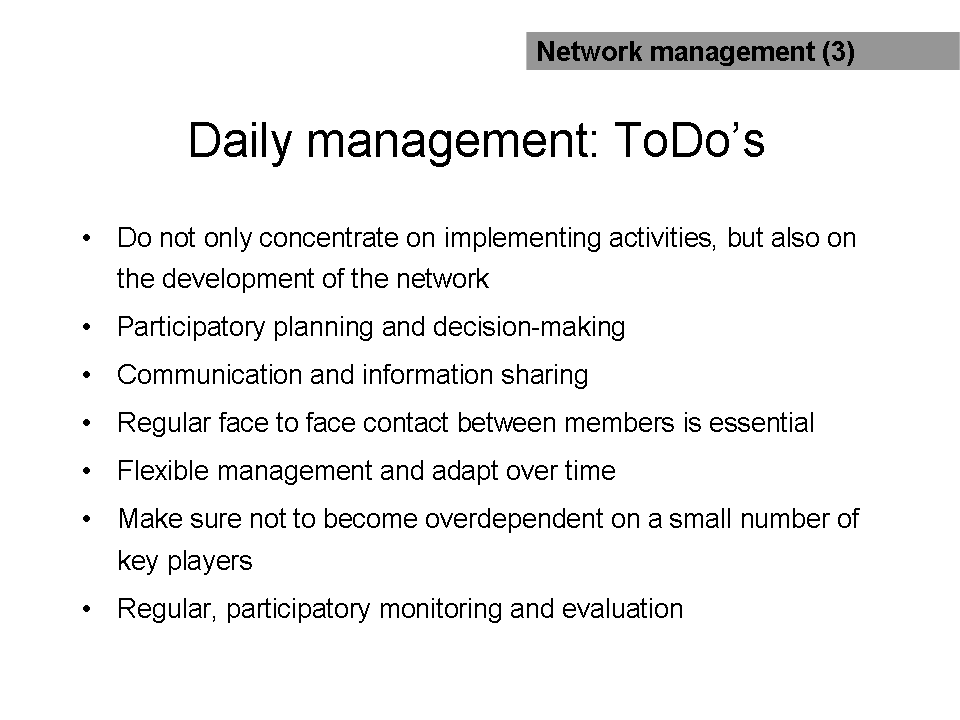 Network management (3)
Daily management: ToDo’s
• Do not only concentrate on implementing activities, but also on
the development of the network
• Participatory planning and decision-making
• Communication and information sharing
• Regular face to face contact between members is essential
• Flexible management and adapt over time
• Make sure not to become overdependent on a small number of
key players
• Regular, participatory monitoring and evaluation